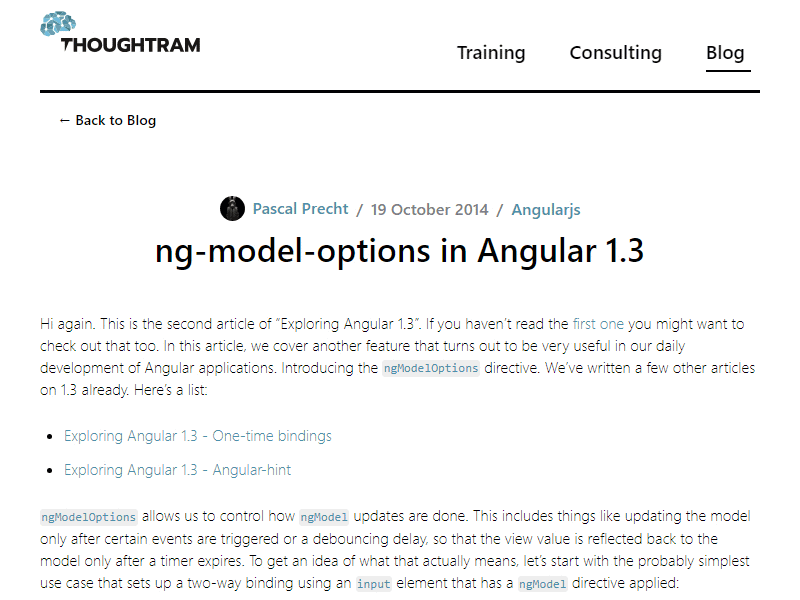 THOUGHTRAM
Training Consulting Blog
← Back to Blog
Pascal Precht / 19 October 2014 / Angularjs
ng-model-options in Angular 1.3
Hi again. This is the second article of “Exploring Angular 1.3”. If you haven’t read the first one you might want to
check out that too. In this article, we cover another feature that turns out to be very useful in our daily
development of Angular applications. Introducing the ngModelOptions directive. We’ve written a few other articles
on 1.3 already. Here’s a list:
• Exploring Angular 1.3 - One-time bindings
• Exploring Angular 1.3 - Angular-hint
ngModelOptions allows us to control how ngModel updates are done. This includes things like updating the model
only after certain events are triggered or a debouncing delay, so that the view value is reflected back to the
model only after a timer expires. To get an idea of what that actually means, let’s start with the probably simplest
use case that sets up a two-way binding using an input element that has a ngModel directive applied: